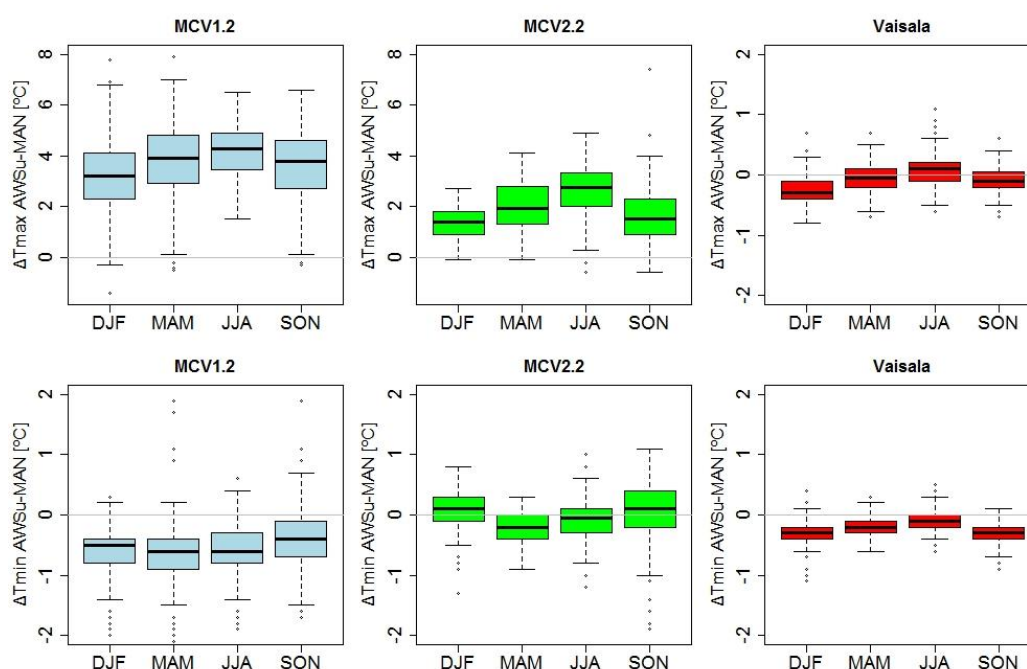 MCV1.2
ΔTmax AWSu-MAN [ºC]
8
6
4
2
0
DJF MAM JJA SON
MCV2.2
ΔTmax AWSu-MAN [ºC]
8
6
4
2
0
DJF MAM JJA SON
Vaisala
ΔTmax AWSu-MAN [ºC]
2
1
0
-1
-2
DJF MAM JJA SON
MCV1.2
ΔTmin AWSu-MAN [ºC]
2
1
0
-1
-2
DJF MAM JJA SON
MCV2.2
ΔTmin AWSu-MAN [ºC]
2
1
0
-1
-2
DJF MAM JJA SON
Vaisala
ΔTmin AWSu-MAN [ºC]
2
1
0
-1
-2
DJF MAM JJA SON